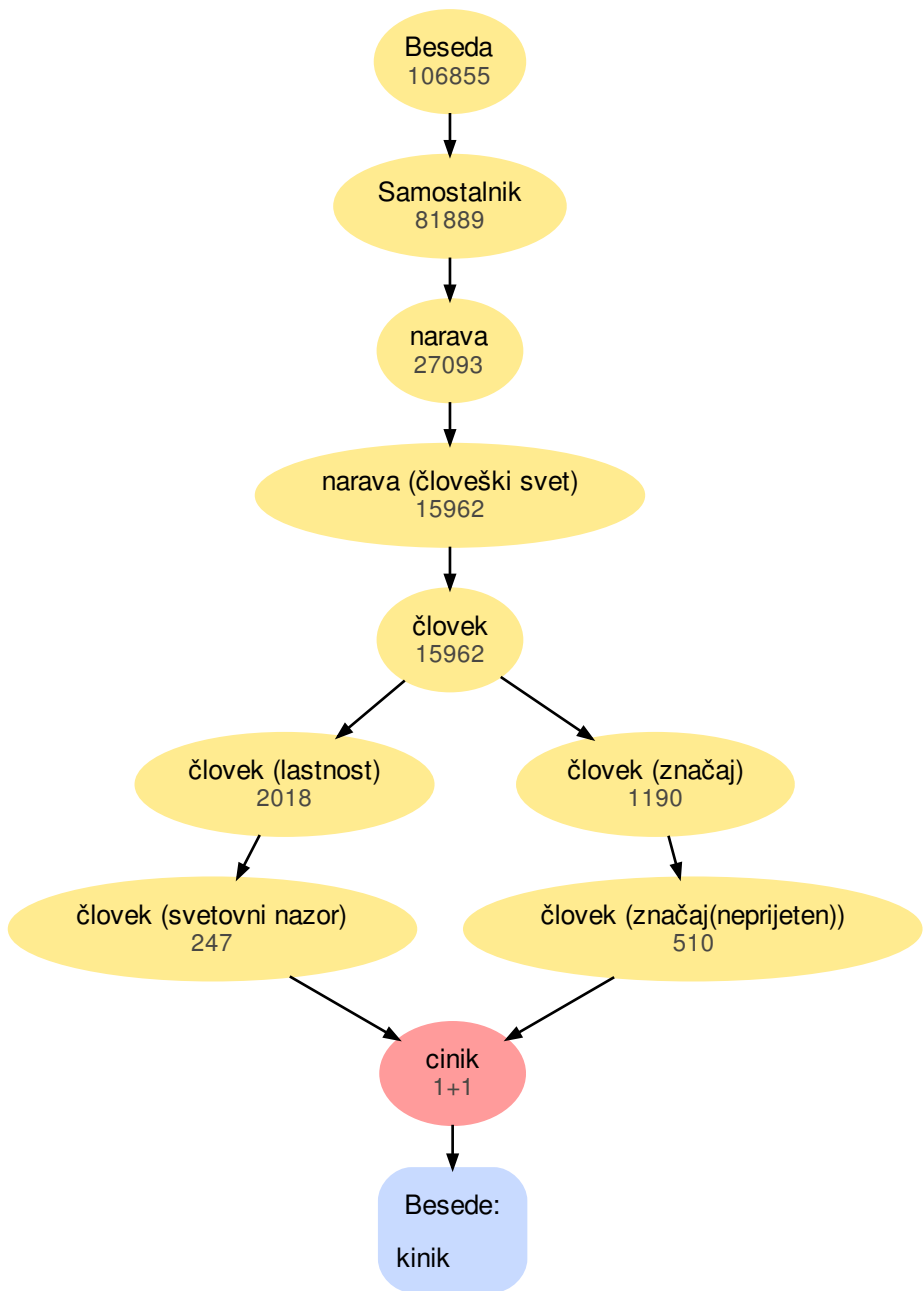 Beseda
106855
Samostalnik
81889
narava
27093
narava (človeški svet)
15962
človek
15962
človek (lastnost)
2018
človek (značaj)
1190
človek (svetovni nazor)
247
človek (značaj(neprijeten))
510
cinik
1+1
Besede:
kinik